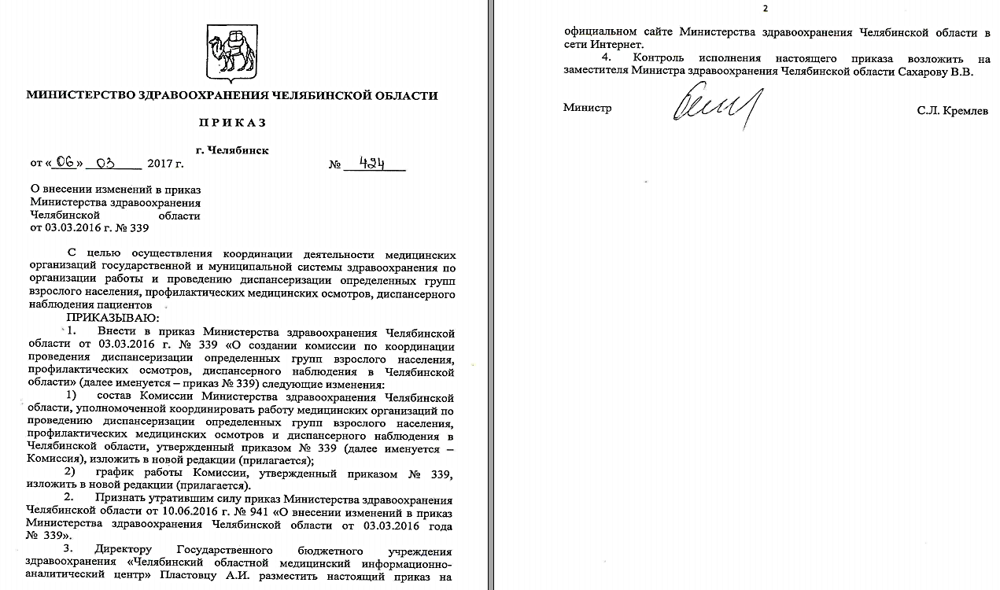 МИНИСТЕРСТВО ЗДРАВООХРАНЕНИЯ ЧЕЛЯБИНСКОЙ ОБЛАСТИ
П Р И К А З
г. Челябинск
от « 06 » 03 2017 г. № 424
О внесении изменений в приказ
Министерства здравоохранения
Челябинской области
от 03.03.2016 г. № 339
С целью осуществления координации деятельности медицинских
организаций государственной и муниципальной системы здравоохранения по
организации работы и проведению диспансеризации определенных групп
взрослого населения, профилактических медицинских осмотров, диспансерного
наблюдения пациентов
ПРИКАЗЫВАЮ:
1. Внести в приказ Министерства здравоохранения Челябинской
области от 03.03.2016 г. № 339 «О создании комиссии по координации
проведения диспансеризации определенных групп взрослого населения,
профилактических осмотров, диспансерного наблюдения в Челябинской
области» (далее именуется – приказ № 339) следующие изменения:
1) состав Комиссии Министерства здравоохранения Челябинской
области, уполномоченной координировать работу медицинских организаций по
проведению диспансеризации определенных групп взрослого населения,
профилактических медицинских осмотров и диспансерного наблюдения в
Челябинской области, утвержденный приказом № 339 (далее именуется –
Комиссия), изложить в новой редакции (прилагается);
2) график работы Комиссии, утвержденный приказом № 339,
изложить в новой редакции (прилагается).
2. Признать утратившим силу приказ Министерства здравоохранения
Челябинской области от 10.06.2016 г. № 941 «О внесении изменений в приказ
Министерства здравоохранения Челябинской области от 03.03.2016 года
№ 339».
3. Директору Государственного бюджетного учреждения
здравоохранения «Челябинский областной медицинский информационно-
аналитический центр» Пластовцу А.И. разместить настоящий приказ на
2
официальном сайте Министерства здравоохранения Челябинской области в
сети Интернет.
4. Контроль исполнения настоящего приказа возложить на
заместителя Министра здравоохранения Челябинской области Сахарову В.В.
Министр С.Л. Кремлев